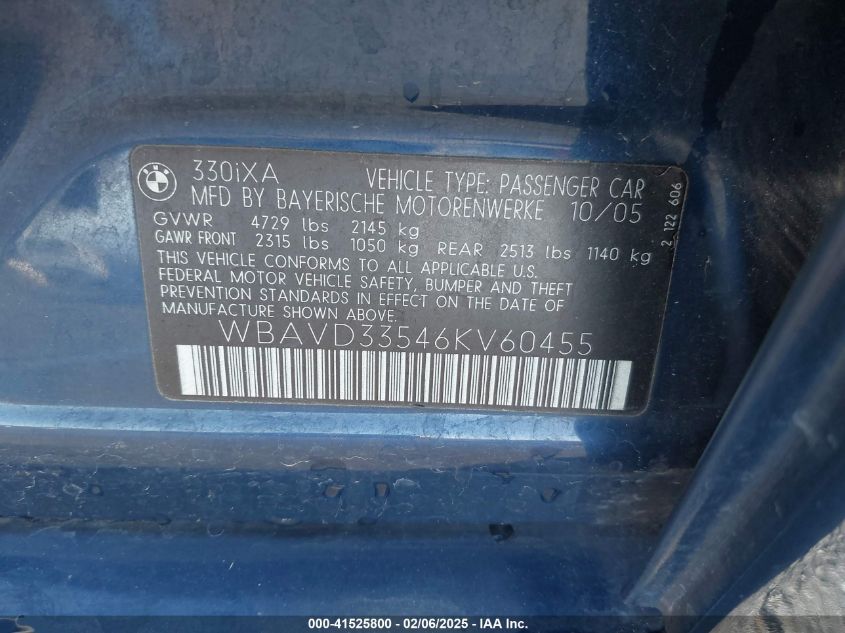 BMW
330iXA VEHICLE TYPE: PASSENGER CAR
MFD BY BAYERISCHE MOTORENWERKE 10/05
GVWR 4729 lbs 2145 kg
GAWR FRONT 2315 lbs 1050 kg REAR 2513 lbs 1140 kg
THIS VEHICLE CONFORMS TO ALL APPLICABLE U.S.
FEDERAL MOTOR VEHICLE SAFETY, BUMPER AND THEFT
PREVENTION STANDARDS IN EFFECT ON THE DATE OF
MANUFACTURE SHOWN ABOVE.
WBAVD33546KV60455
2 122 606
000-41525800 - 02/06/2025 - IAA Inc.